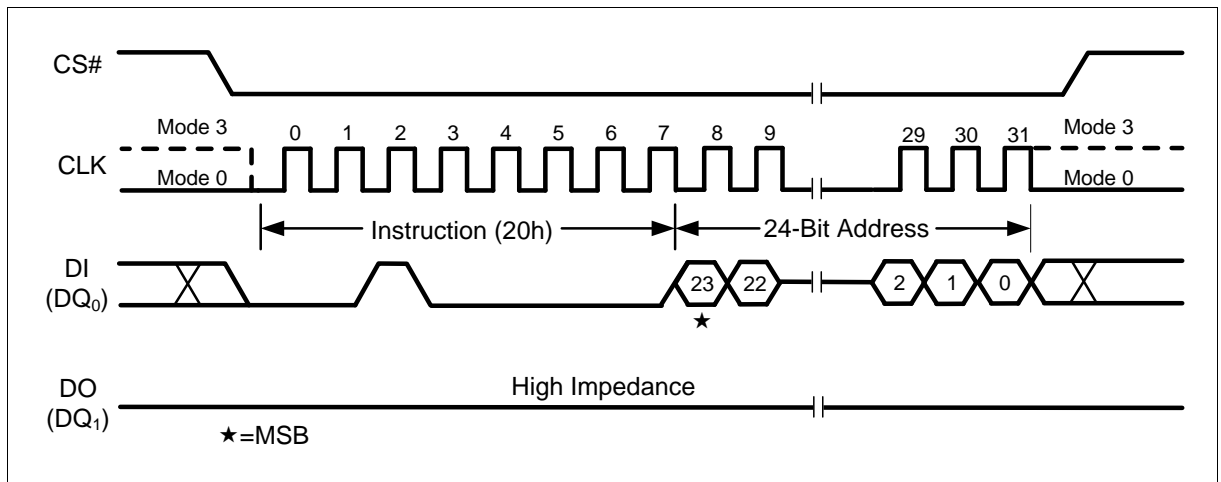 CS#
Mode 3
0 1 2 3 4 5 6 7 8 9 29 30 31
Mode 3
CLK
Mode 0
Mode 0
Instruction (20h)
24-Bit Address
DI
(DQ₀)
23 22 2 1 0
★
High Impedance
DO
(DQ₁)
★=MSB